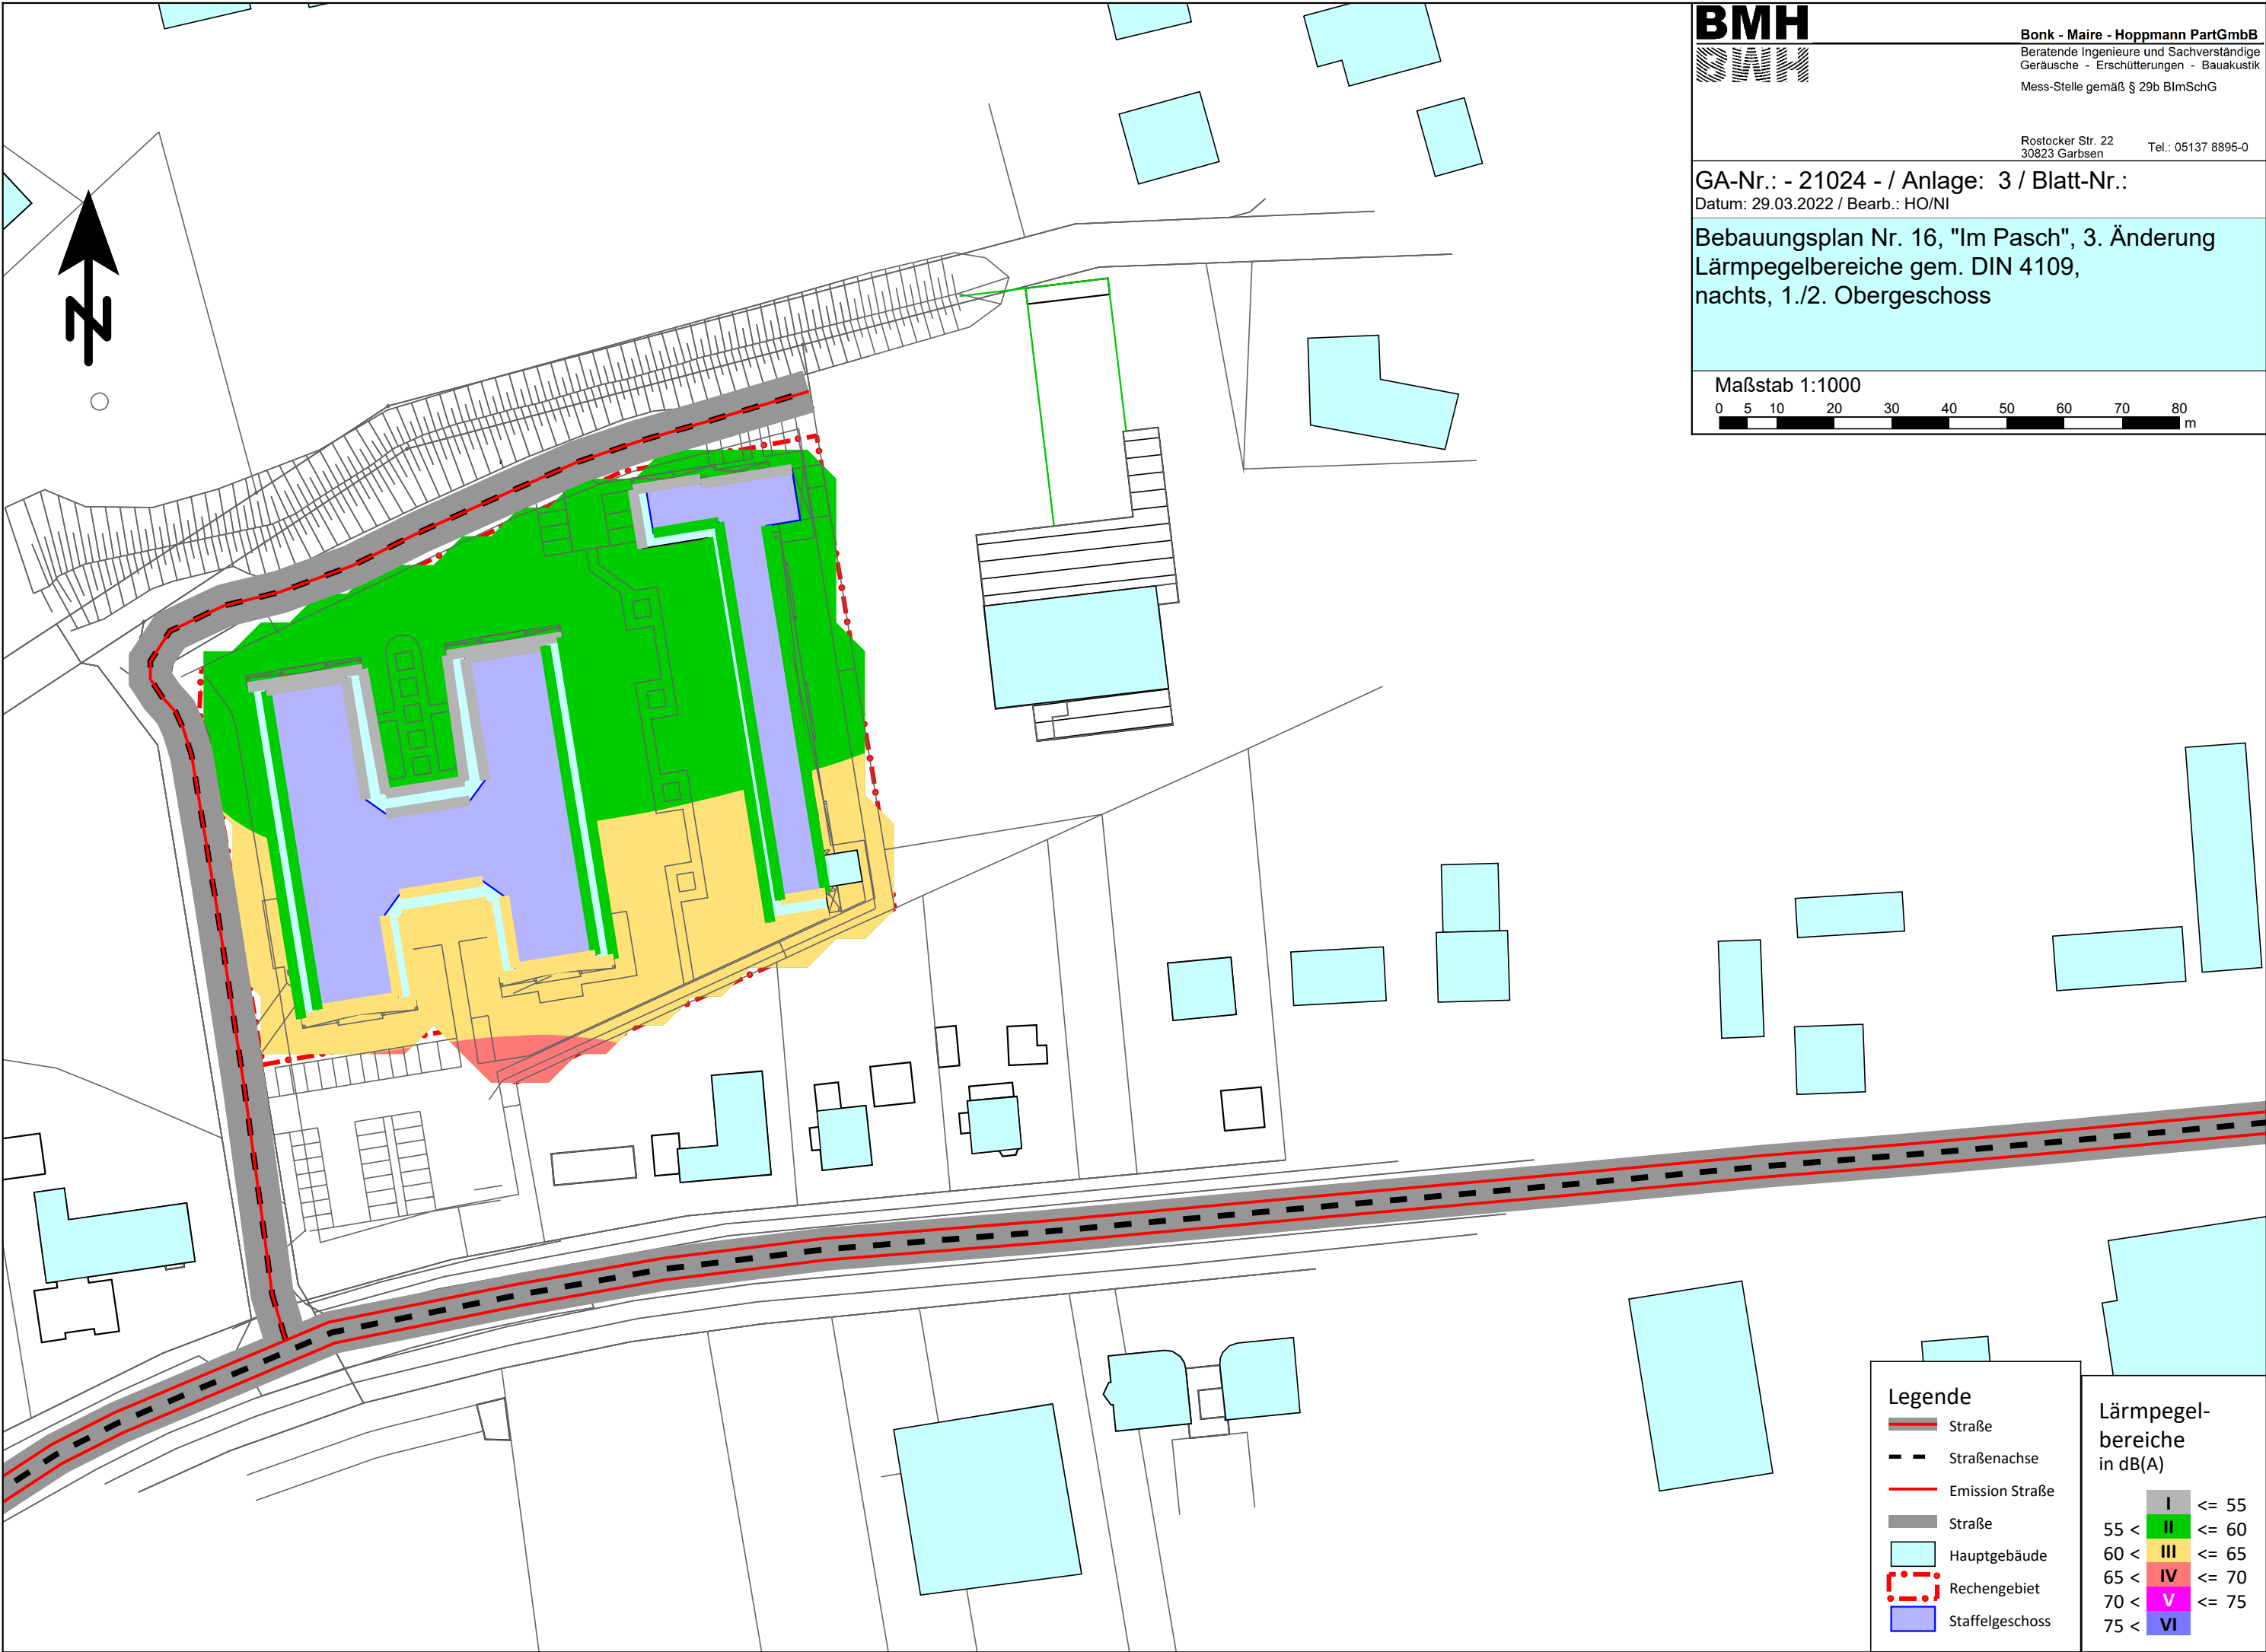 BMH
BMH
Bonk - Maire - Hoppmann PartGmbB
Beratende Ingenieure und Sachverständige
Geräusche - Erschütterungen - Bauakustik
Mess-Stelle gemäß § 29b BImSchG
Rostocker Str. 22
30823 Garbsen
Tel.: 05137 8895-0
GA-Nr.: - 21024 - / Anlage: 3 / Blatt-Nr.:
Datum: 29.03.2022 / Bearb.: HO/NI
Bebauungsplan Nr. 16, "Im Pasch", 3. Änderung
Lärmpegelbereiche gem. DIN 4109,
nachts, 1./2. Obergeschoss
Maßstab 1:1000
0 5 10 20 30 40 50 60 70 80
m
N
Legende
Straße
Straßenachse
Emission Straße
Straße
Hauptgebäude
Rechengebiet
Staffelgeschoss
Lärmpegel-
bereiche
in dB(A)
I <= 55
55 < II <= 60
60 < III <= 65
65 < IV <= 70
70 < V <= 75
75 < VI